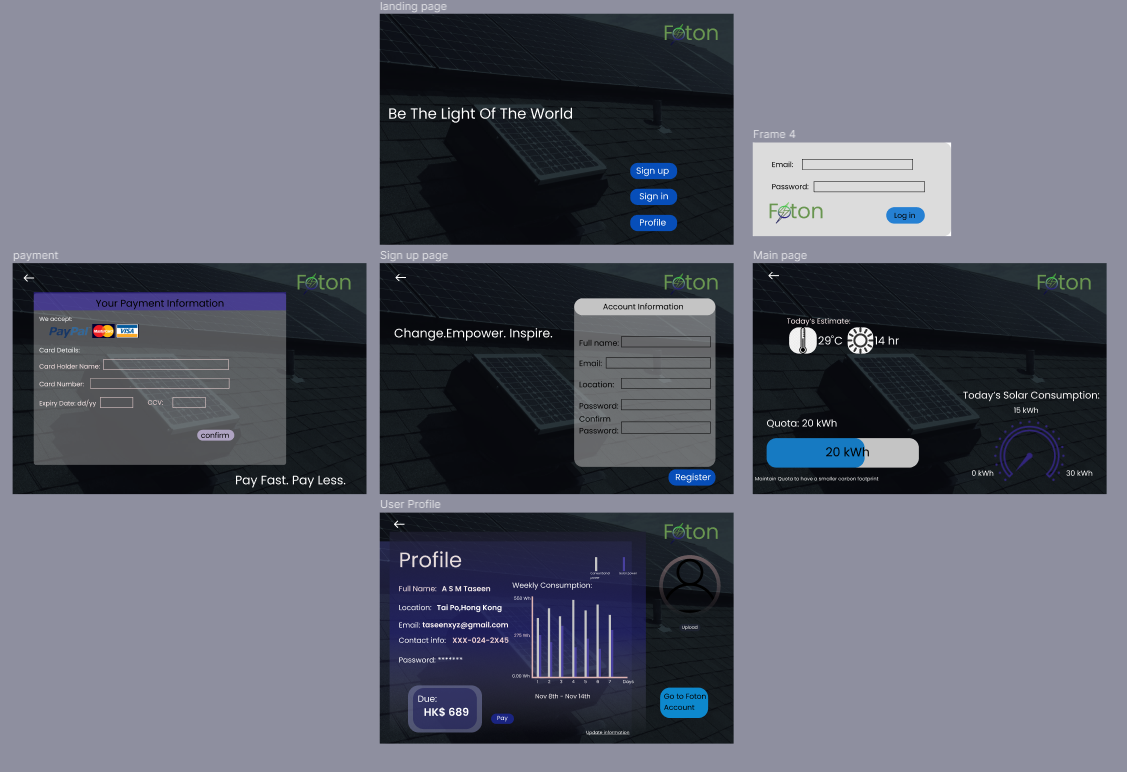 landing page
Foton
Be The Light Of The World
Sign up
Sign in
Profile
Frame 4
Email:
Password:
Foton
Log in
payment
Foton
Your Payment Information
We accept:
PayPal
MasterCard
VISA
Card Details:
Card Holder Name:
Card Number:
Expiry Date: dd/yy
CCV:
confirm
Pay Fast. Pay Less.
Sign up page
Foton
Change.Empower. Inspire.
Account Information
Full name:
Email:
Location:
Password:
Confirm
Password:
Register
Main page
Foton
Today's Estimate:
29°C
14 hr
Today's Solar Consumption:
15 kWh
0 kWh
30 kWh
Quota: 20 kWh
20 kWh
Maintain Quota to have a smaller carbon footprint
User Profile
Foton
Profile
Full Name: A S M Taseen
Location: Tai Po,Hong Kong
Email: taseenxyz@gmail.com
Contact info: XXX-024-2X45
Password: *******
Due:
HK$ 689
Pay
Weekly Consumption:
275 Wh
0.00 Wh
1 2 3 4 5 6 7 Days
Nov 8th - Nov 14th
Update information
Upload
Go to Foton
Account